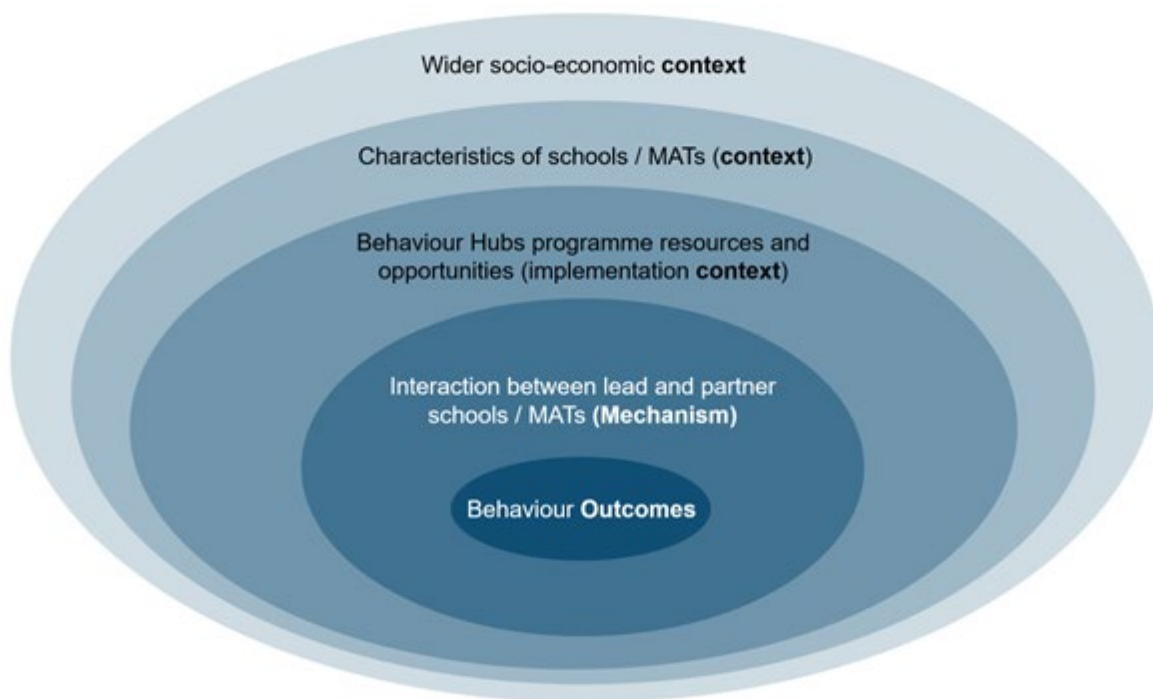 Wider socio-economic context
Characteristics of schools / MATs (context)
Behaviour Hubs programme resources and
opportunities (implementation context)
Interaction between lead and partner
schools / MATs (Mechanism)
Behaviour Outcomes